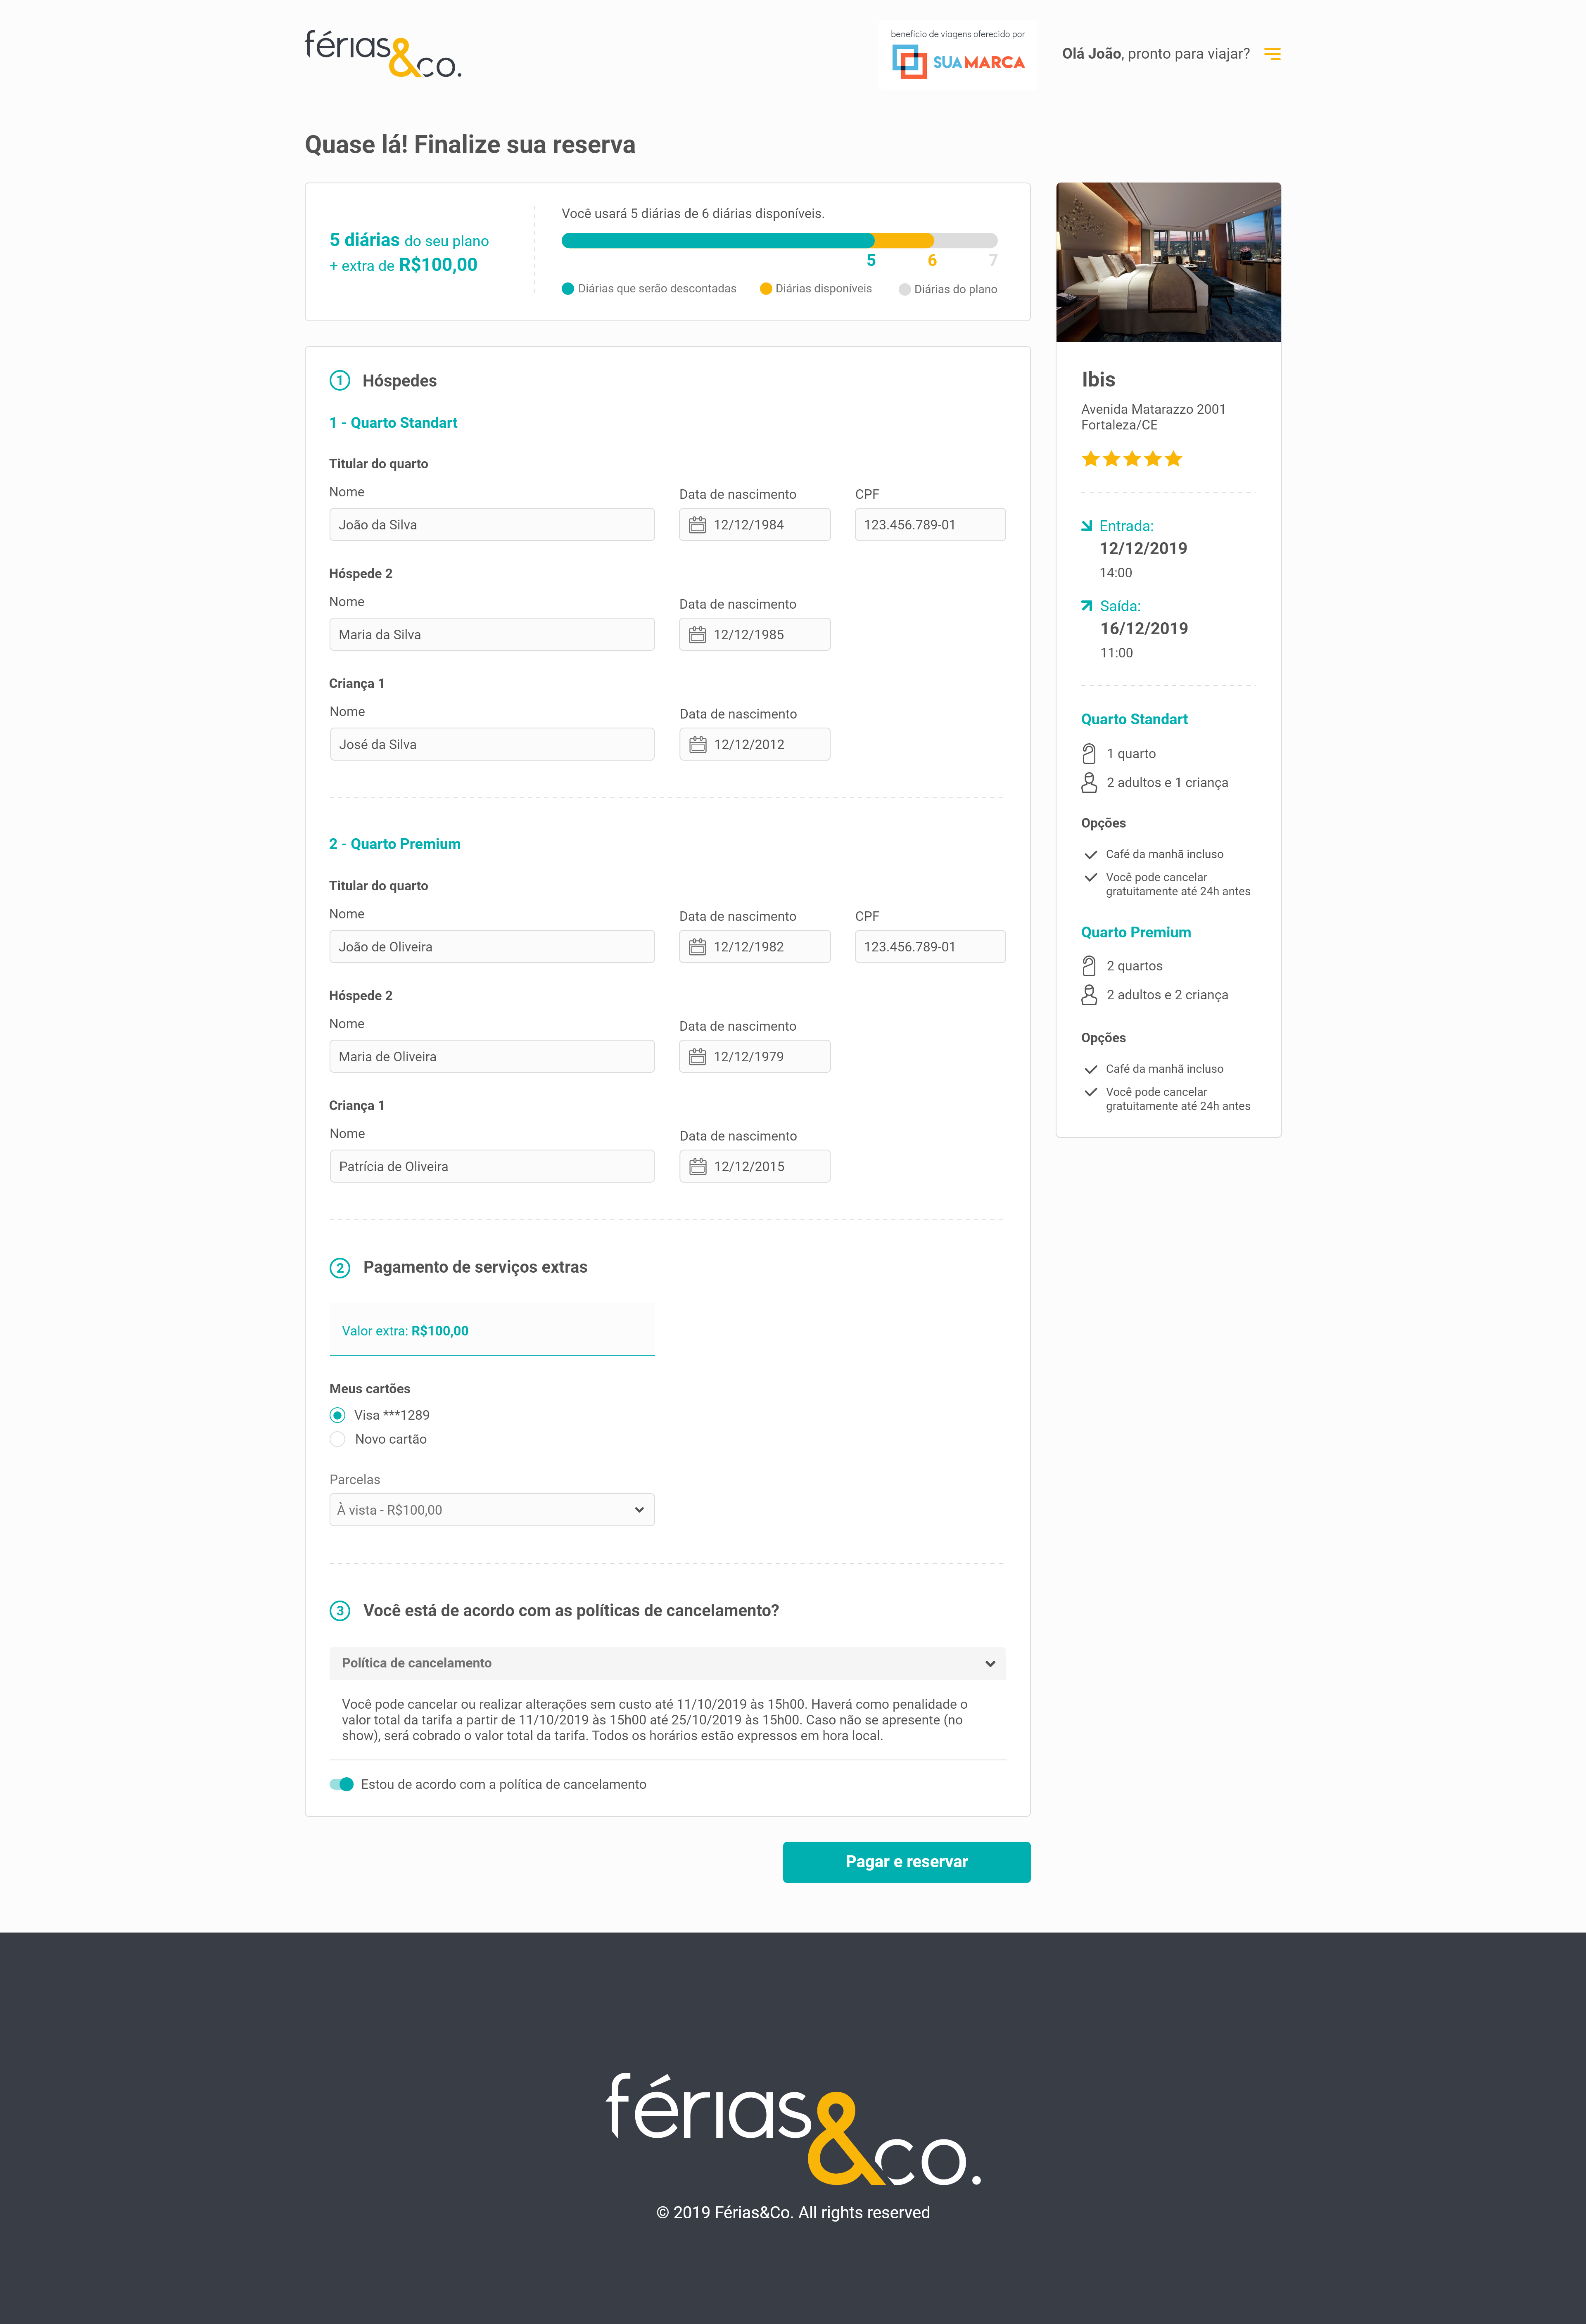 férias&co.
benefício de viagens oferecido por
SUAMARCA
Olá João, pronto para viajar?
Quase lá! Finalize sua reserva
5 diárias do seu plano
+ extra de R$100,00
Você usará 5 diárias de 6 diárias disponíveis.
5 6 7
Diárias que serão descontadas Diárias disponíveis Diárias do plano
1 Hóspedes
1 - Quarto Standart
Titular do quarto
Nome Data de nascimento CPF
João da Silva 12/12/1984 123.456.789-01
Hóspede 2
Nome Data de nascimento
Maria da Silva 12/12/1985
Criança 1
Nome Data de nascimento
José da Silva 12/12/2012
2 - Quarto Premium
Titular do quarto
Nome Data de nascimento CPF
João de Oliveira 12/12/1982 123.456.789-01
Hóspede 2
Nome Data de nascimento
Maria de Oliveira 12/12/1979
Criança 1
Nome Data de nascimento
Patrícia de Oliveira 12/12/2015
2 Pagamento de serviços extras
Valor extra: R$100,00
Meus cartões
Visa ***1289
Novo cartão
Parcelas
À vista - R$100,00
3 Você está de acordo com as políticas de cancelamento?
Política de cancelamento
Você pode cancelar ou realizar alterações sem custo até 11/10/2019 às 15h00. Haverá como penalidade o
valor total da tarifa a partir de 11/10/2019 às 15h00 até 25/10/2019 às 15h00. Caso não se apresente (no
show), será cobrado o valor total da tarifa. Todos os horários estão expressos em hora local.
Estou de acordo com a política de cancelamento
Pagar e reservar
Ibis
Avenida Matarazzo 2001
Fortaleza/CE
Entrada:
12/12/2019
14:00
Saída:
16/12/2019
11:00
Quarto Standart
1 quarto
2 adultos e 1 criança
Opções
Café da manhã incluso
Você pode cancelar
gratuitamente até 24h antes
Quarto Premium
2 quartos
2 adultos e 2 criança
Opções
Café da manhã incluso
Você pode cancelar
gratuitamente até 24h antes
férias&co.
© 2019 Férias&Co. All rights reserved